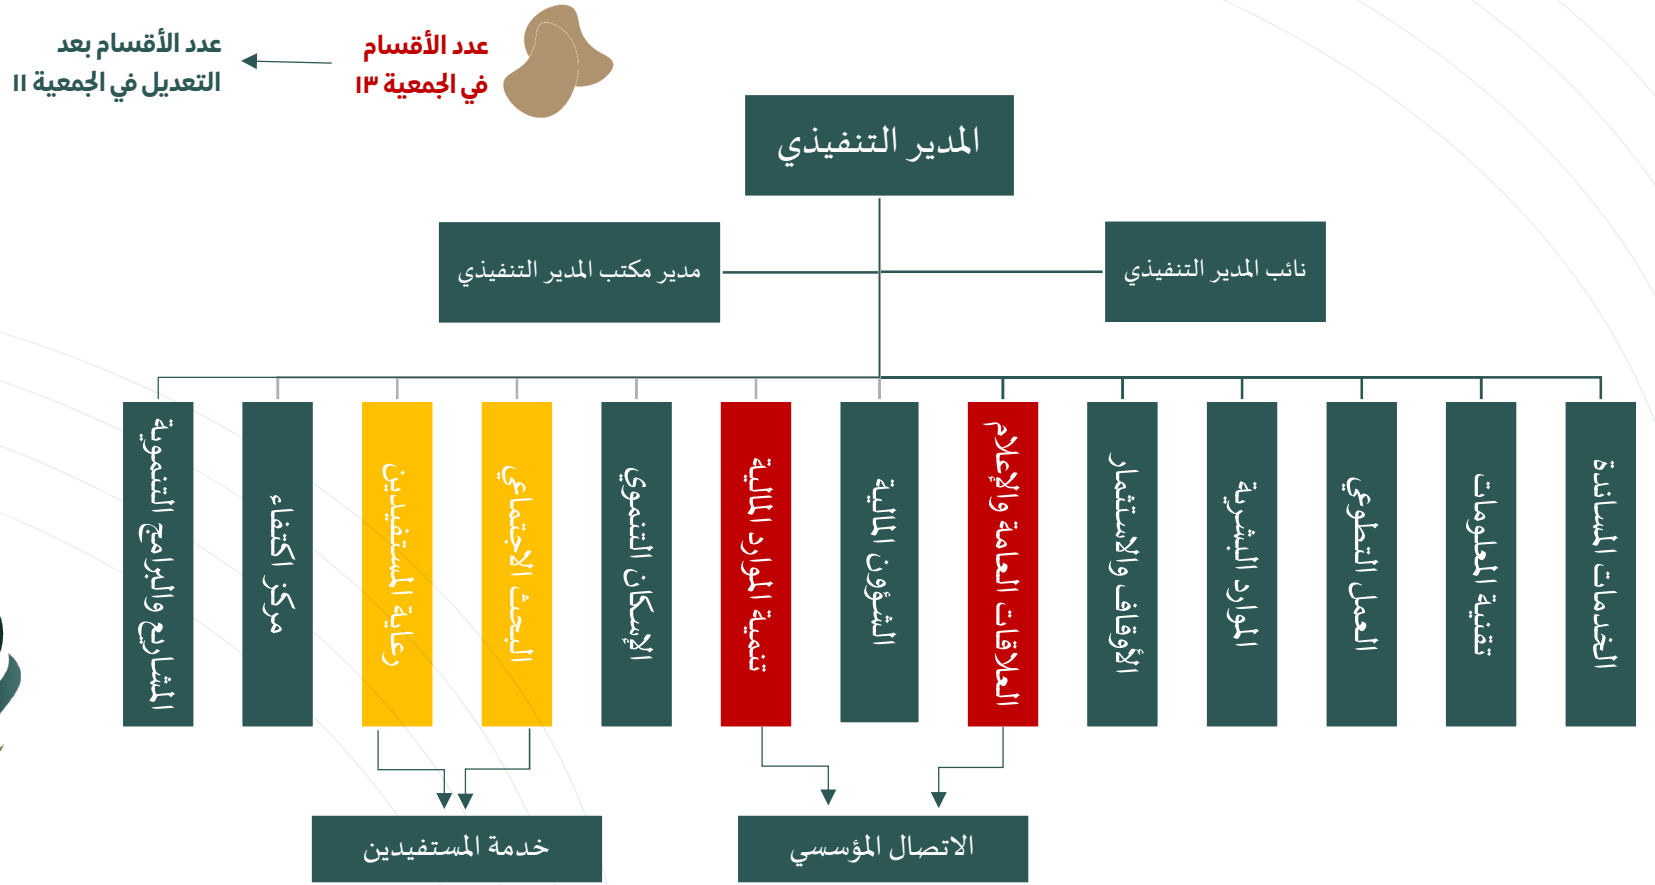 عدد الأقسام
في الجمعية ١٣
عدد الأقسام بعد
التعديل في الجمعية ١١
المدير التنفيذي
نائب المدير التنفيذي
مدير مكتب المدير التنفيذي
الخدمات المساندة
تقنية المعلومات
العمل التطوعي
الموارد البشرية
الأوقاف والاستثمار
العلاقات العامة والإعلام
الشؤون المالية
تنمية الموارد المالية
الإسكان التنموي
البحث الاجتماعي
رعاية المستفيدين
مركز اكتفاء
المشاريع والبرامج التنموية
الاتصال المؤسسي
خدمة المستفيدين